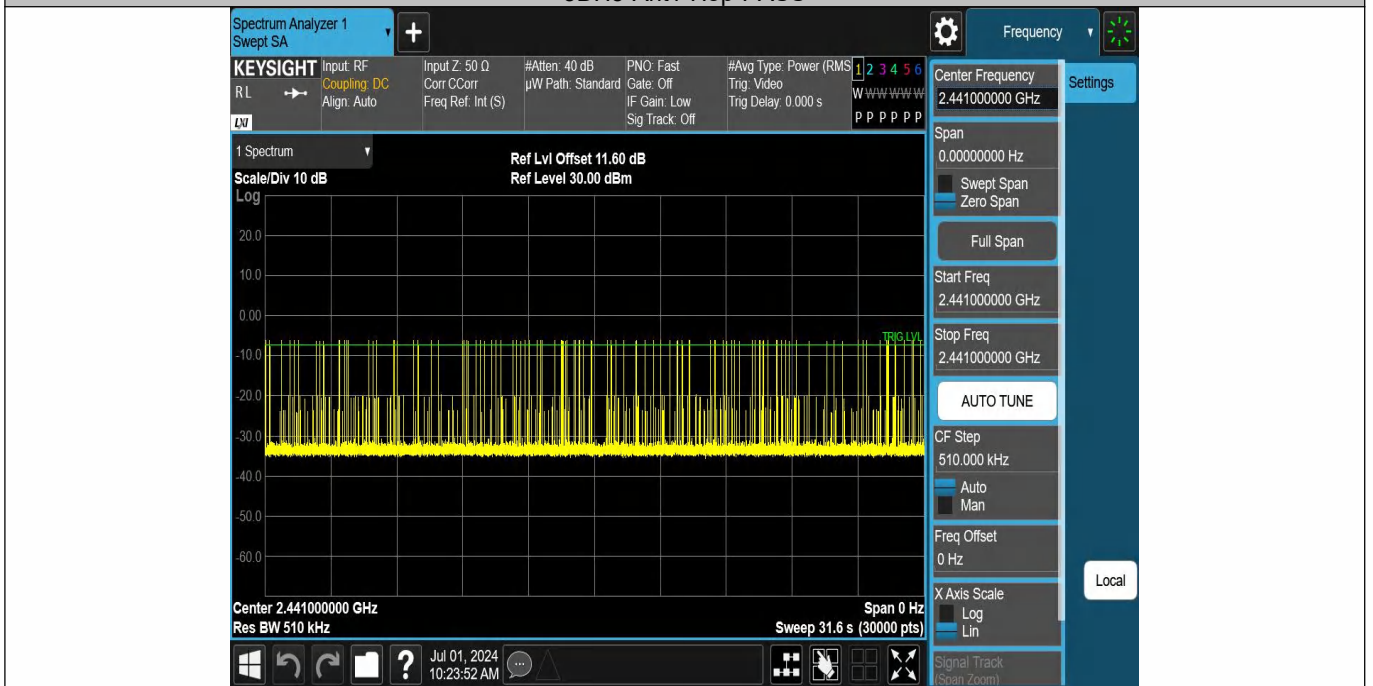 Spectrum Analyzer 1
Swept SA
+
Frequency
KEYSIGHT
Input: RF
Coupling: DC
Align: Auto
Input Z: 50 Ω
Corr CCorr
Freq Ref: Int (S)
#Atten: 40 dB
µW Path: Standard
PNO: Fast
Gate: Off
IF Gain: Low
Sig Track: Off
#Avg Type: Power (RMS
Trig: Video
Trig Delay: 0.000 s
1 2 3 4 5 6
W W W W W W
P P P P P P
RL
LXI
1 Spectrum
Scale/Div 10 dB
Ref Lvl Offset 11.60 dB
Ref Level 30.00 dBm
Log
20.0
10.0
0.00
-10.0
-20.0
-30.0
-40.0
-50.0
-60.0
TRIG LVL
Center 2.441000000 GHz
Res BW 510 kHz
Span 0 Hz
Sweep 31.6 s (30000 pts)
Center Frequency
2.441000000 GHz
Settings
Span
0.00000000 Hz
Swept Span
Zero Span
Full Span
Start Freq
2.441000000 GHz
Stop Freq
2.441000000 GHz
AUTO TUNE
CF Step
510.000 kHz
Auto
Man
Freq Offset
0 Hz
X Axis Scale
Log
Lin
Signal Track
(Span Zoom)
Local
?
Jul 01, 2024
10:23:52 AM